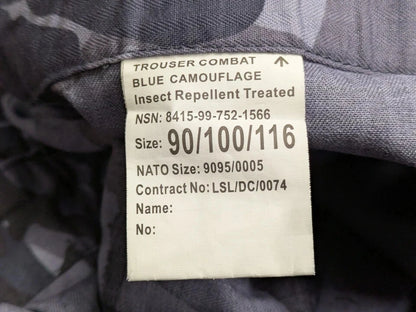 TROUSER COMBAT ↑
BLUE CAMOUFLAGE
Insect Repellent Treated
NSN: 8415-99-752-1566
Size: 90/100/116
NATO Size: 9095/0005
Contract No: LSL/DC/0074
Name:
No: